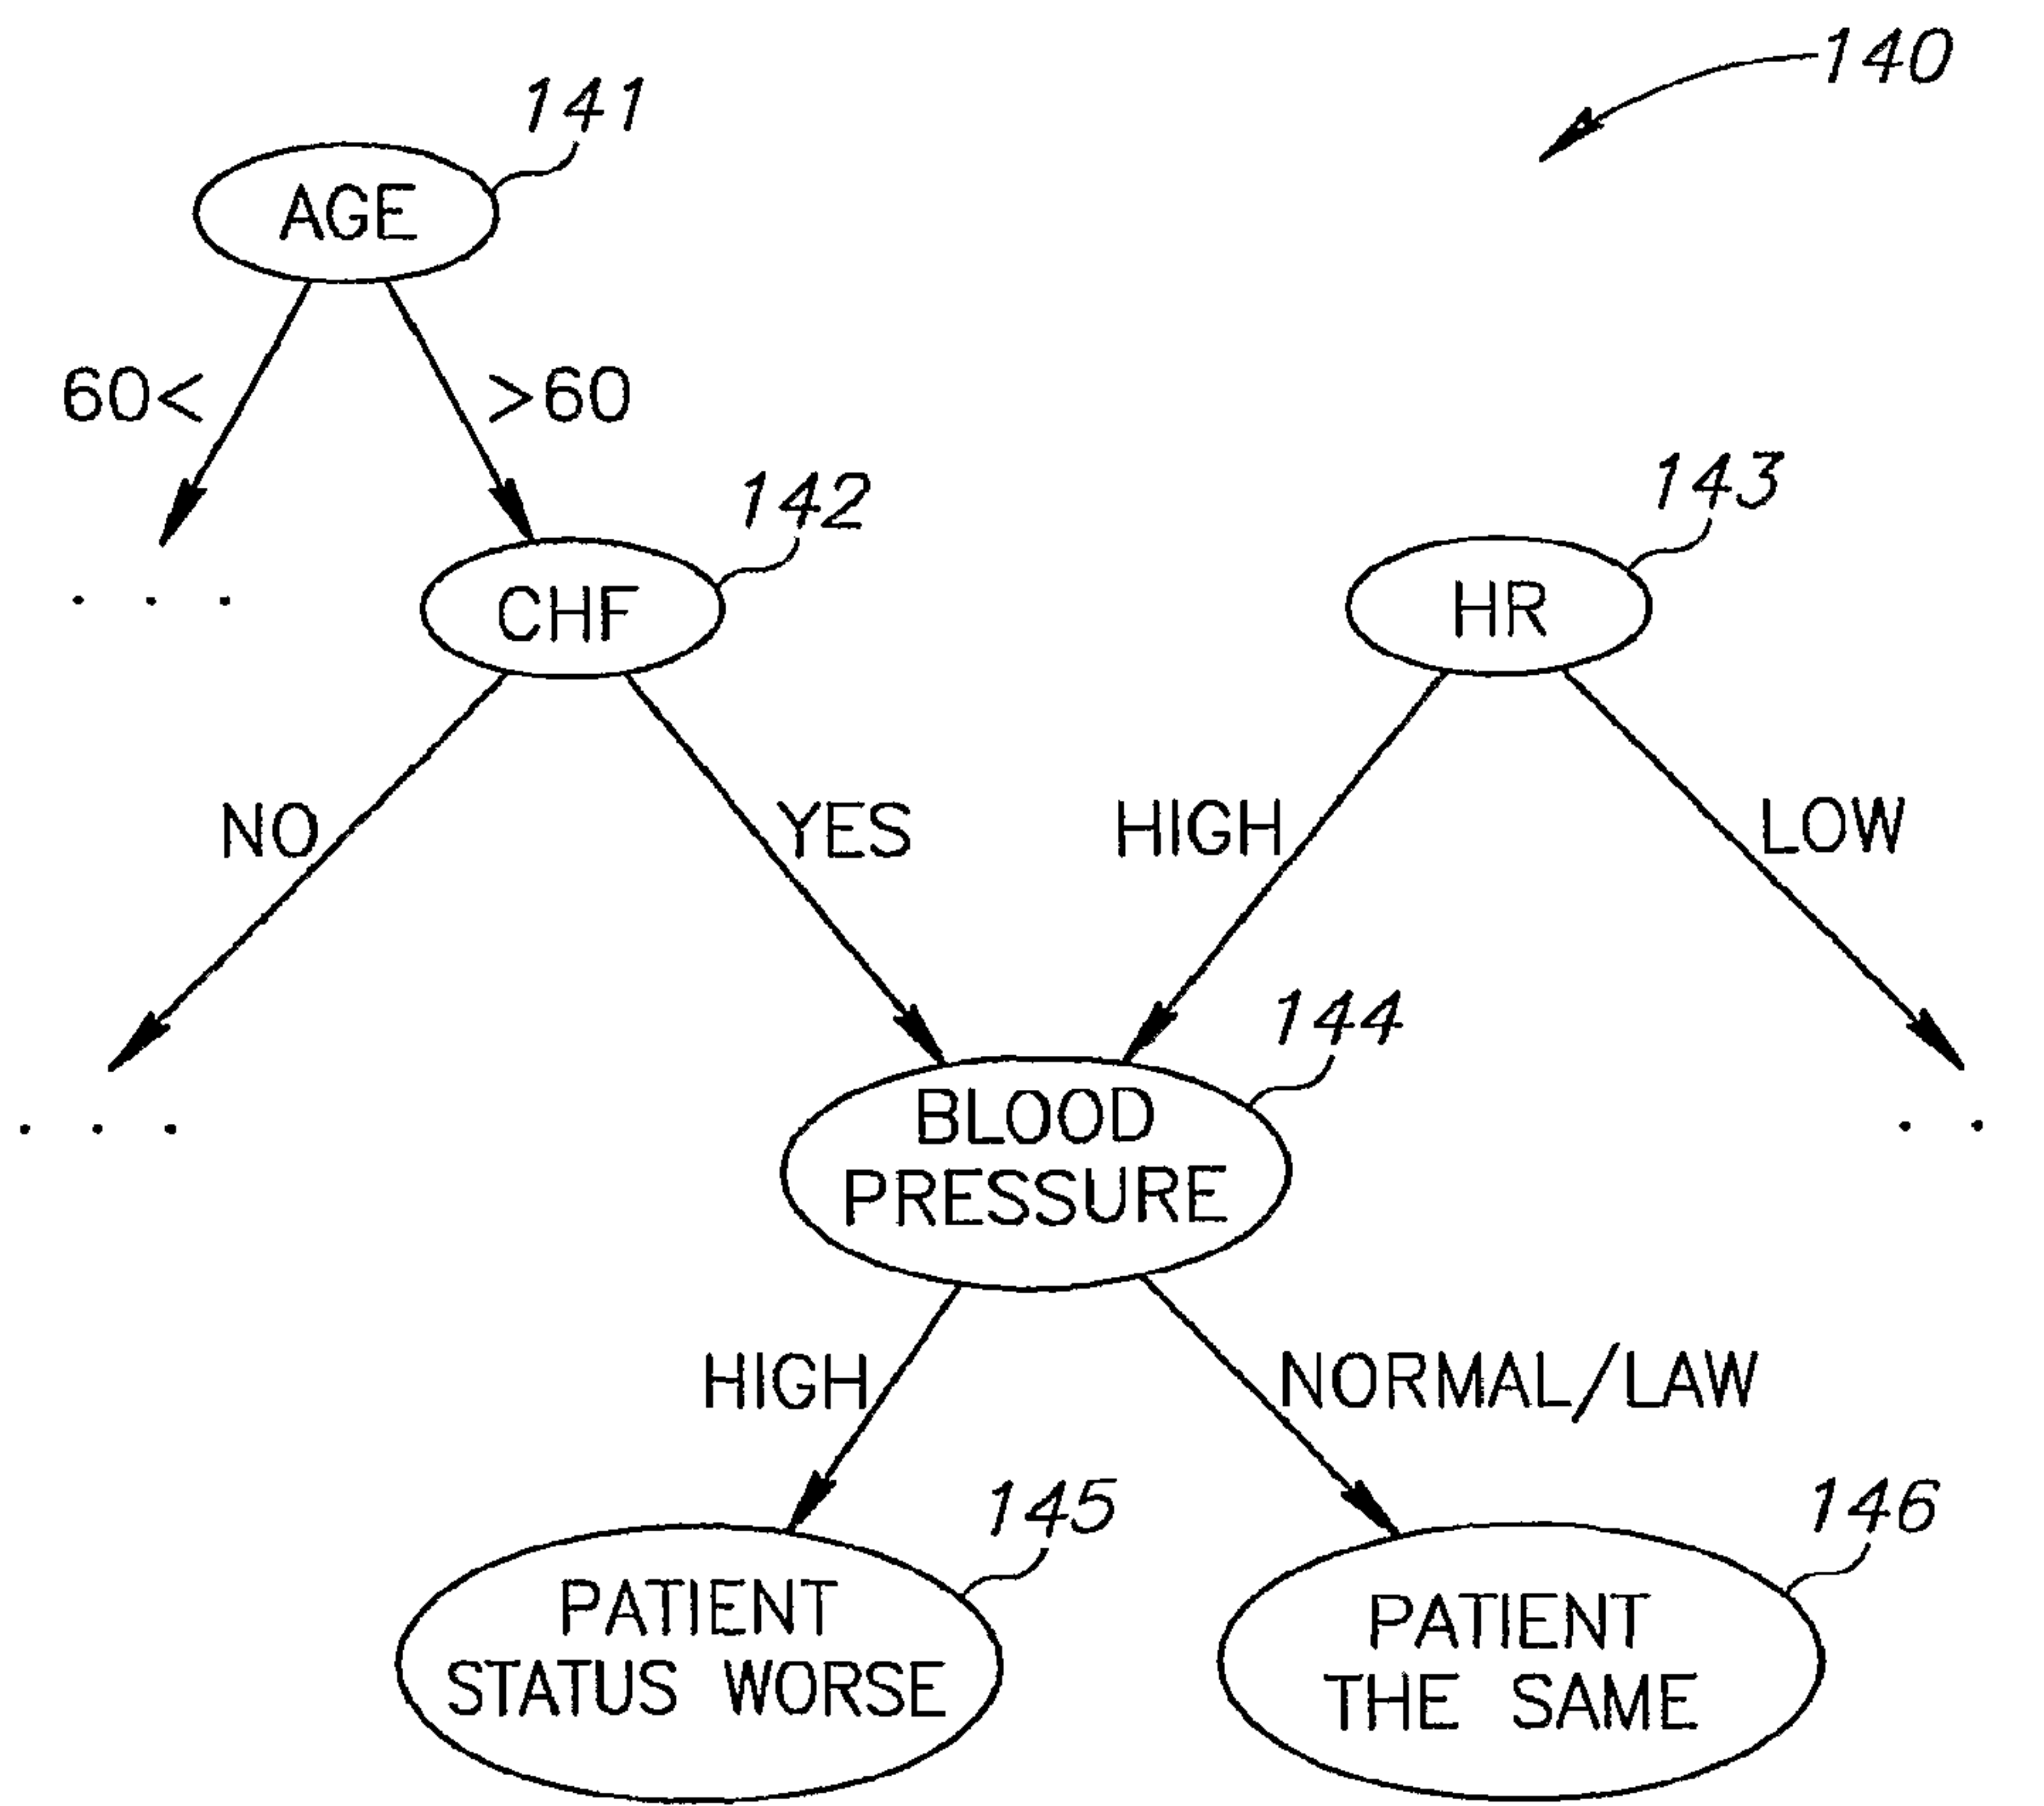 140
141
AGE
60<
>60
142
143
CHF
HR
NO
YES
HIGH
LOW
144
BLOOD
PRESSURE
HIGH
NORMAL/LAW
145
146
PATIENT
STATUS WORSE
PATIENT
THE SAME